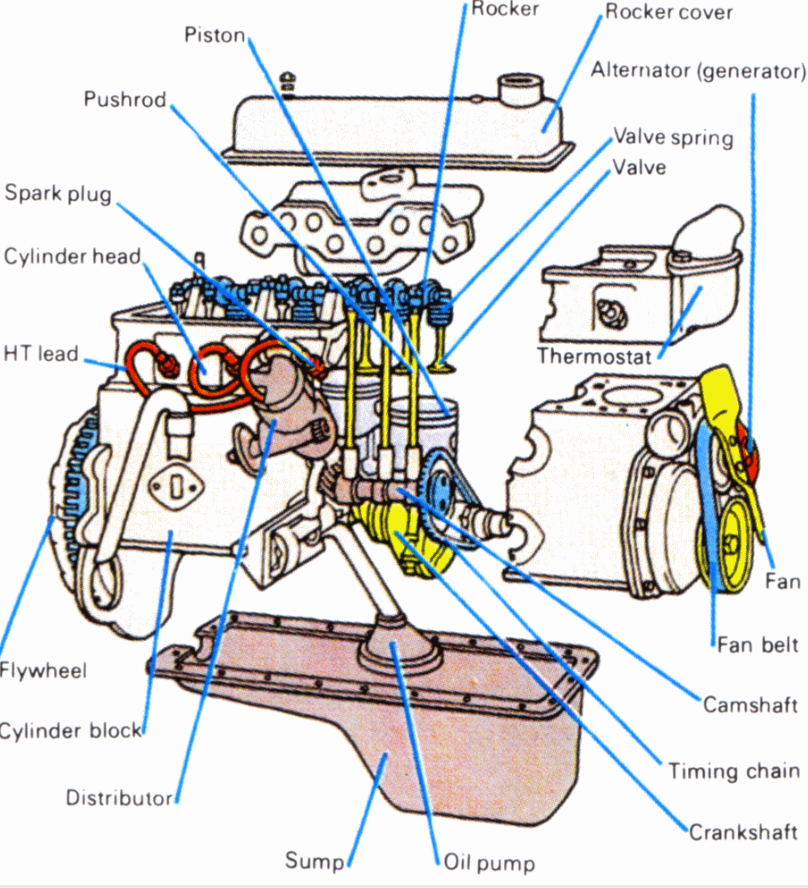 Rocker
Rocker cover
Piston
Alternator (generator)
Pushrod
Valve spring
Valve
Spark plug
Cylinder head
HT lead
Thermostat
Fan
Fan belt
Flywheel
Camshaft
Cylinder block
Timing chain
Distributor
Crankshaft
Sump
Oil pump